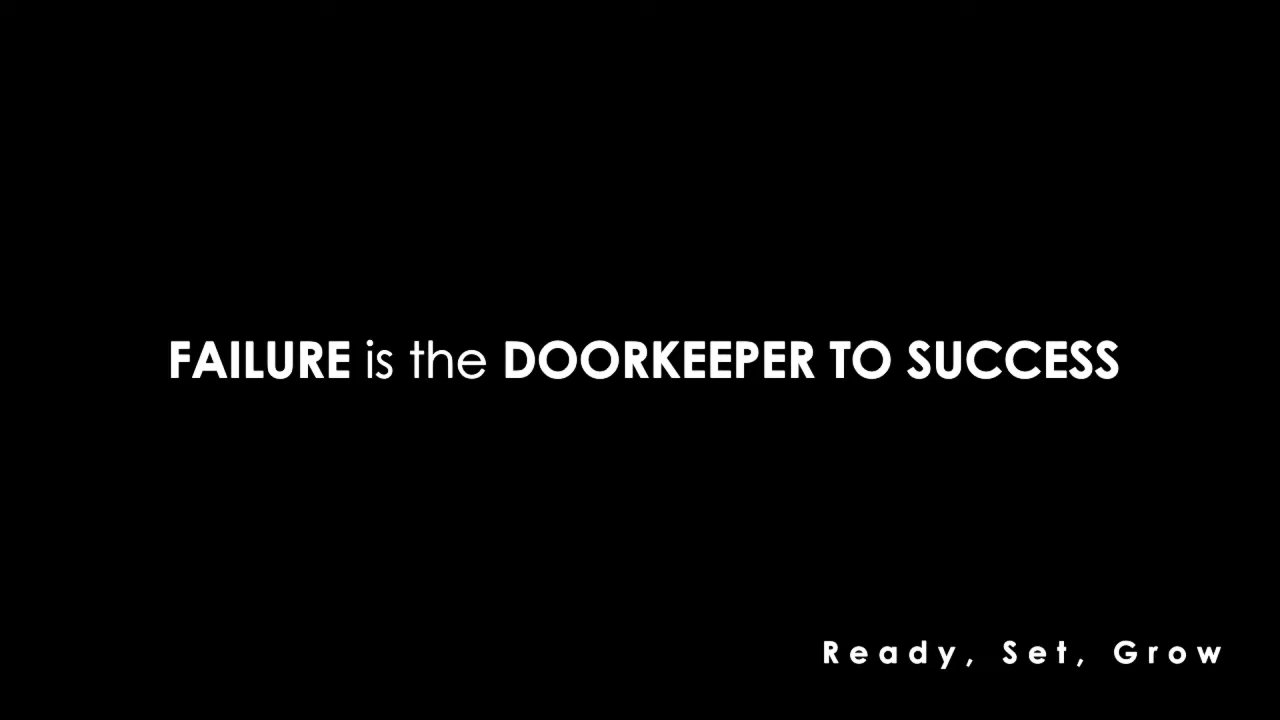 FAILURE is the DOORKEEPER TO SUCCESS
Ready, Set, Grow